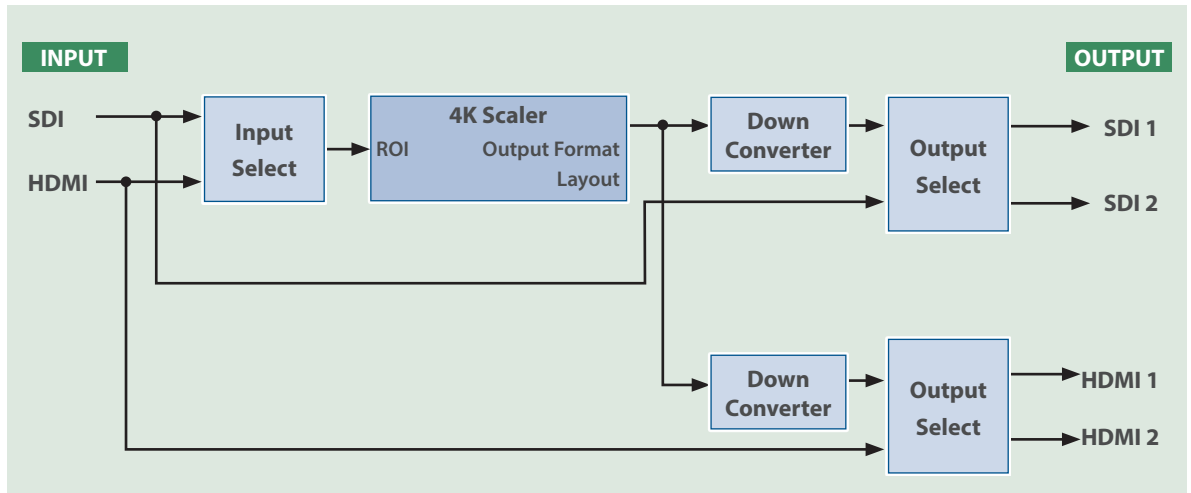 INPUT
OUTPUT
SDI
HDMI
Input
Select
4K Scaler
ROI
Output Format
Layout
Down
Converter
Output
Select
SDI 1
SDI 2
Down
Converter
Output
Select
HDMI 1
HDMI 2